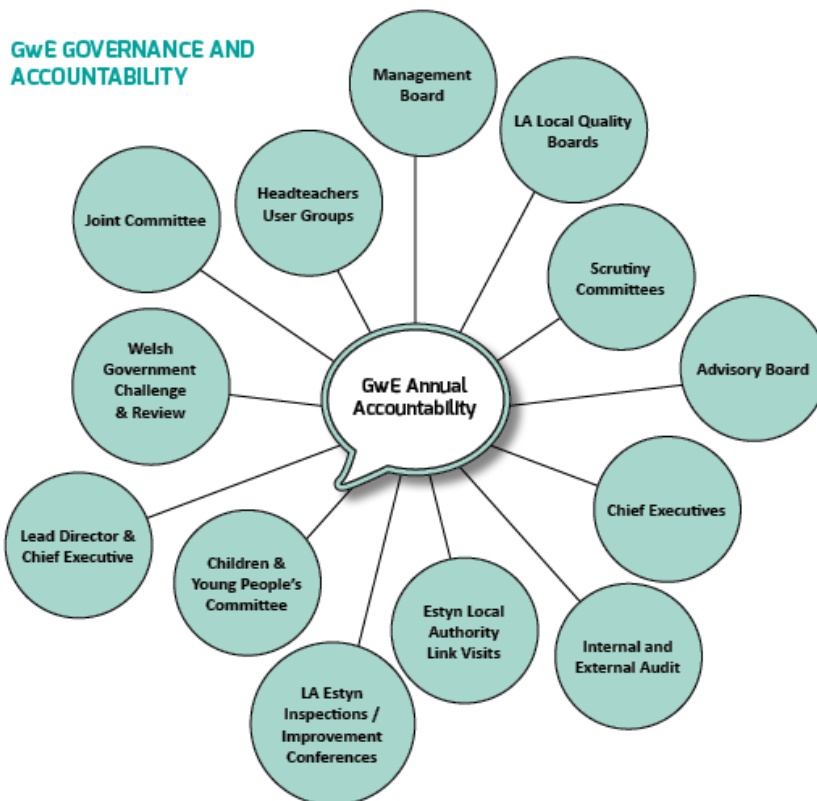 GwE GOVERNANCE AND
ACCOUNTABILITY
Management
Board
LA Local Quality
Boards
Headteachers
User Groups
Joint Committee
Scrutiny
Committees
Welsh
Government
Challenge
& Review
GwE Annual
Accountability
Advisory Board
Chief Executives
Lead Director &
Chief Executive
Children &
Young People's
Committee
Estyn Local
Authority
Link Visits
Internal and
External Audit
LA Estyn
Inspections /
Improvement
Conferences